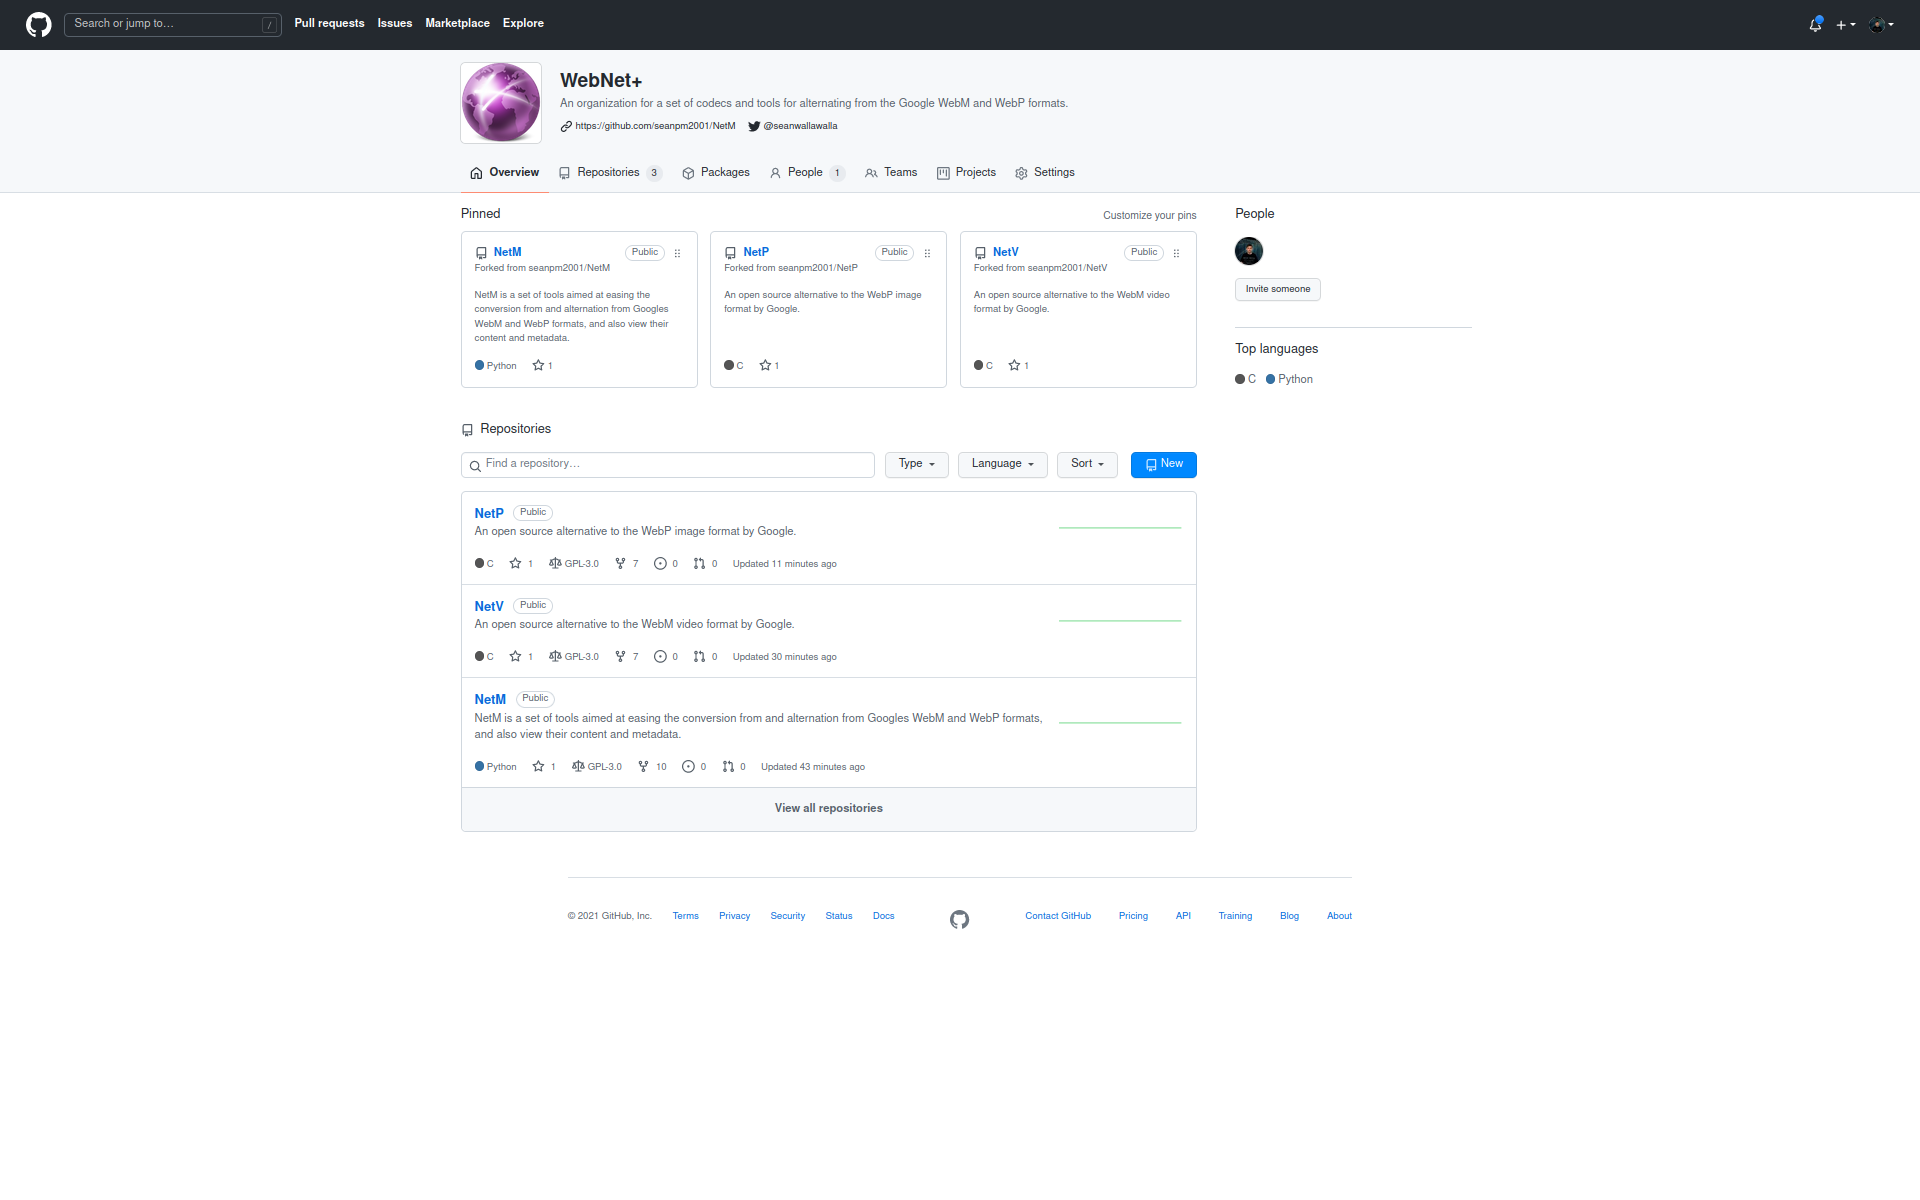 Search or jump to...
/
Pull requests Issues Marketplace Explore
WebNet+
An organization for a set of codecs and tools for alternating from the Google WebM and WebP formats.
https://github.com/seanpm2001/NetM @seanwallawalla
Overview Repositories 3 Packages People 1 Teams Projects Settings
Pinned
Customize your pins
NetM Public
Forked from seanpm2001/NetM
NetM is a set of tools aimed at easing the
conversion from and alternation from Googles
WebM and WebP formats, and also view their
content and metadata.
Python 1
NetP Public
Forked from seanpm2001/NetP
An open source alternative to the WebP image
format by Google.
C 1
NetV Public
Forked from seanpm2001/NetV
An open source alternative to the WebM video
format by Google.
C 1
People
Invite someone
Top languages
C Python
Repositories
Find a repository...
Type Language Sort New
NetP Public
An open source alternative to the WebP image format by Google.
C 1 GPL-3.0 7 0 0 Updated 11 minutes ago
NetV Public
An open source alternative to the WebM video format by Google.
C 1 GPL-3.0 7 0 0 Updated 30 minutes ago
NetM Public
NetM is a set of tools aimed at easing the conversion from and alternation from Googles WebM and WebP formats,
and also view their content and metadata.
Python 1 GPL-3.0 10 0 0 Updated 43 minutes ago
View all repositories
© 2021 GitHub, Inc. Terms Privacy Security Status Docs Contact GitHub Pricing API Training Blog About